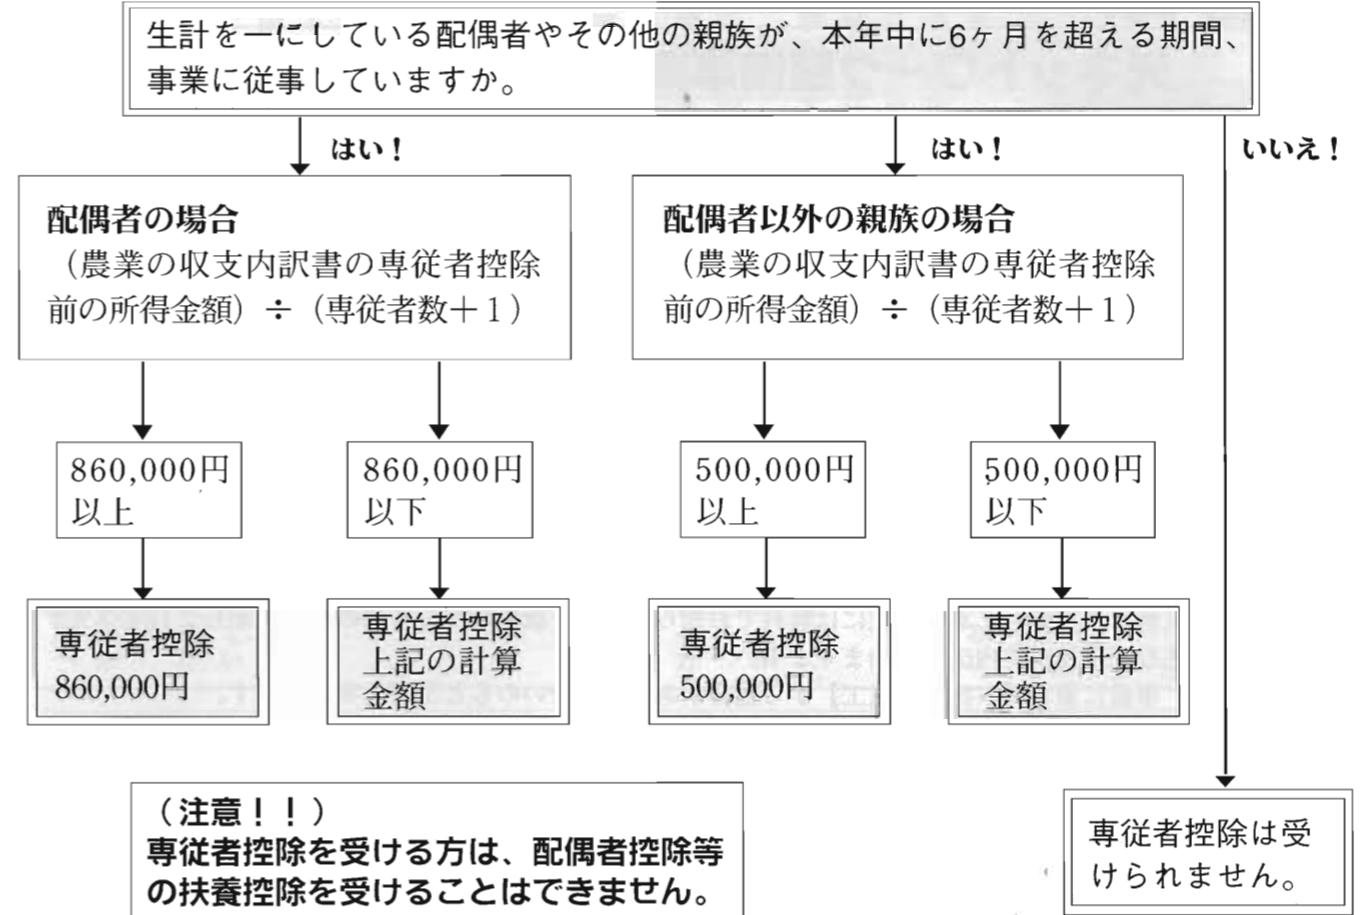 生計を一にしている配偶者やその他の親族が、本年中に6ヶ月を超える期間、
事業に従事していますか。
はい！
はい！
いいえ！
配偶者の場合
（農業の収支内訳書の専従者控除
前の所得金額）÷（専従者数＋１）
配偶者以外の親族の場合
（農業の収支内訳書の専従者控除
前の所得金額）÷（専従者数＋１）
860,000円
以上
860,000円
以下
500,000円
以上
500,000円
以下
専従者控除
860,000円
専従者控除
上記の計算
金額
専従者控除
500,000円
専従者控除
上記の計算
金額
（注意！！）
専従者控除を受ける方は、配偶者控除等
の扶養控除を受けることはできません。
専従者控除は受
けられません。